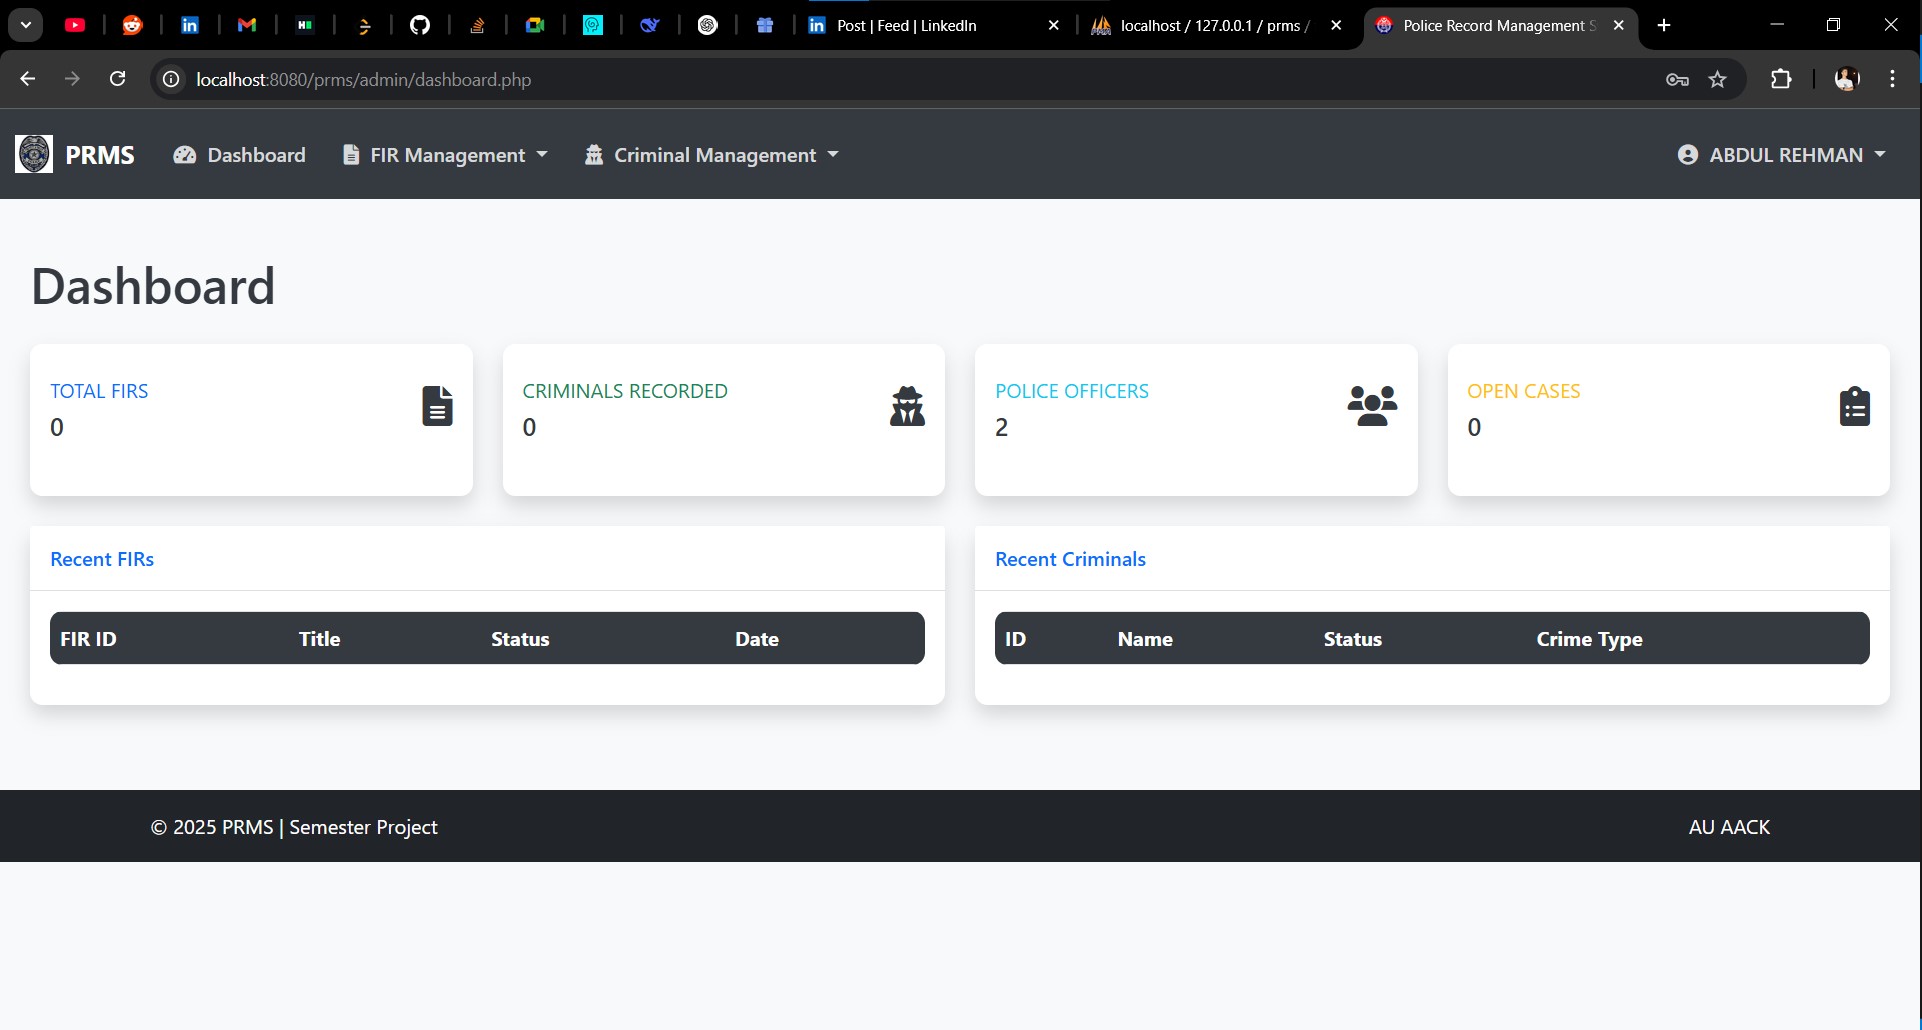 Post | Feed | LinkedIn
localhost / 127.0.0.1 / prms /
Police Record Management S
localhost:8080/prms/admin/dashboard.php
PRMS Dashboard FIR Management Criminal Management ABDUL REHMAN
Dashboard
TOTAL FIRS
0
CRIMINALS RECORDED
0
POLICE OFFICERS
2
OPEN CASES
0
Recent FIRs
FIR ID Title Status Date
Recent Criminals
ID Name Status Crime Type
© 2025 PRMS | Semester Project
AU AACK